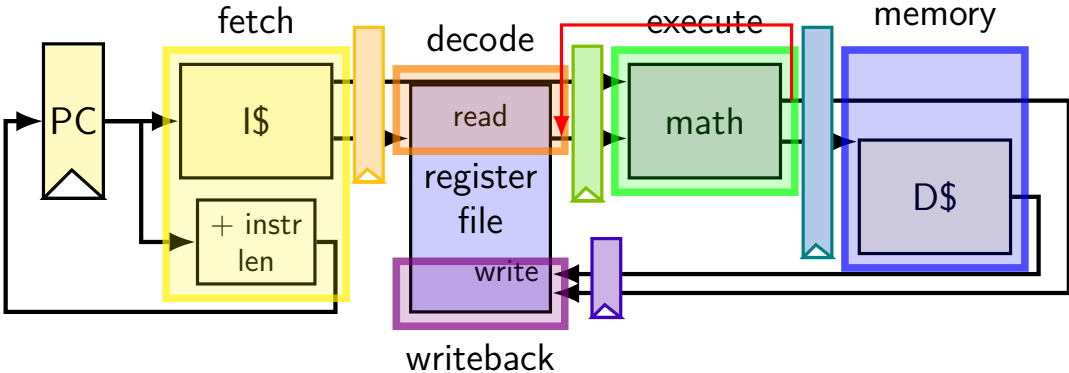 fetch
decode
execute
memory
PC
I$
read
math
register
file
D$
+ instr
len
write
writeback